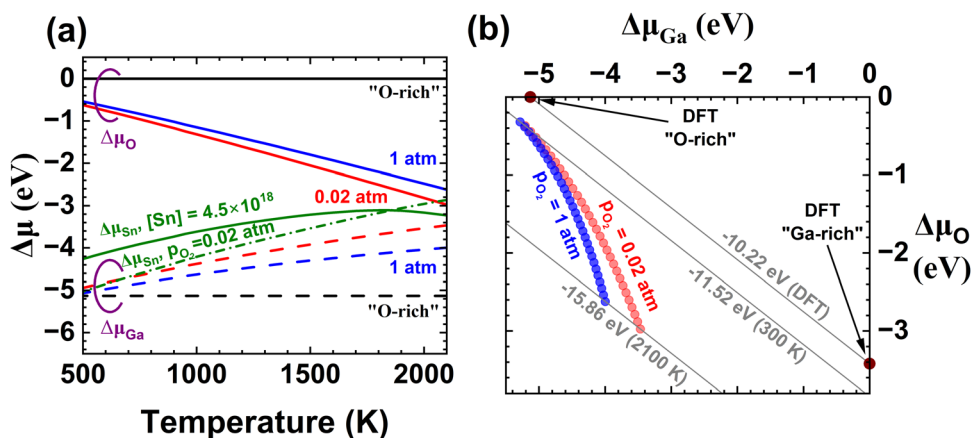 (a)
Δμ (eV)
0
−1
−2
−3
−4
−5
−6
"O-rich"
Δμ_O
1 atm
0.02 atm
Δμ_Sn, [Sn] = 4.5×10^18
Δμ_Sn, p_O₂=0.02 atm
1 atm
"O-rich"
Δμ_Ga
500 1000 1500 2000
Temperature (K)
(b)
Δμ_Ga (eV)
−5 −4 −3 −2 −1 0
0
−1
−2
−3
Δμ_O
(eV)
DFT
"O-rich"
DFT
"Ga-rich"
p_O₂ = 1 atm
p_O₂ = 0.02 atm
-10.22 eV (DFT)
-11.52 eV (300 K)
-15.86 eV (2100 K)